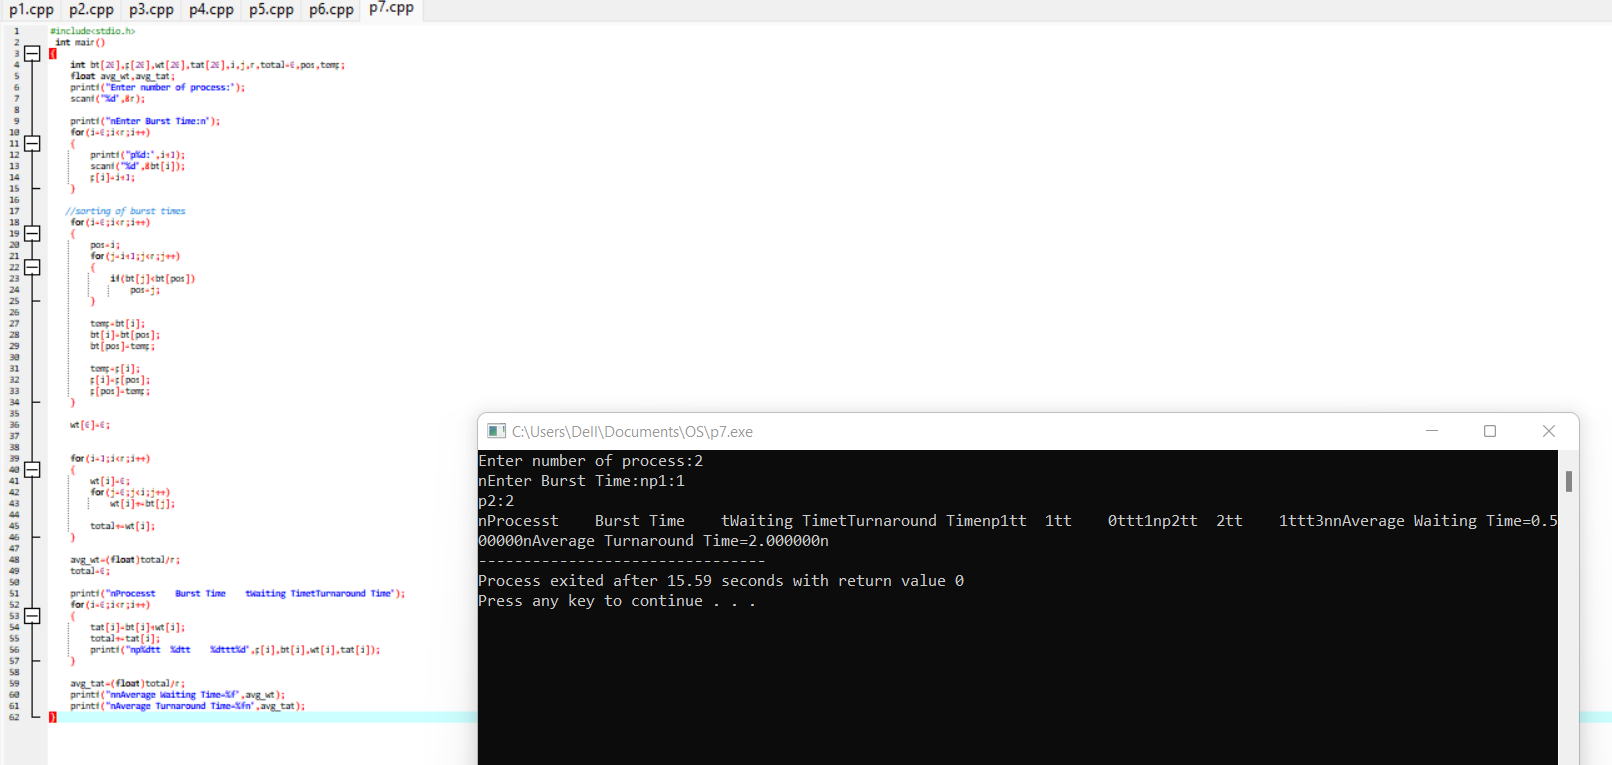 p1.cpp p2.cpp p3.cpp p4.cpp p5.cpp p6.cpp p7.cpp
1 #include<stdio.h>
2 int main()
3 {
4 int bt[20],p[20],wt[20],tat[20],i,j,n,total=0,pos,temp;
5 float avg_wt,avg_tat;
6 printf("Enter number of process:");
7 scanf("%d",&n);
8
9 printf("nEnter Burst Time:n");
10 for(i=0;i<n;i++)
11 {
12 printf("p%d:",i+1);
13 scanf("%d",&bt[i]);
14 p[i]=i+1;
15 }
16
17 //sorting of burst times
18 for(i=0;i<n;i++)
19 {
20 pos=i;
21 for(j=i+1;j<n;j++)
22 {
23 if(bt[j]<bt[pos])
24 pos=j;
25 }
26
27 temp=bt[i];
28 bt[i]=bt[pos];
29 bt[pos]=temp;
30
31 temp=p[i];
32 p[i]=p[pos];
33 p[pos]=temp;
34 }
35
36 wt[0]=0;
37
38
39 for(i=1;i<n;i++)
40 {
41 wt[i]=0;
42 for(j=0;j<i;j++)
43 wt[i]+=bt[j];
44
45 total+=wt[i];
46 }
47
48 avg_wt=(float)total/n;
49 total=0;
50
51 printf("nProcesst    Burst Time    tWaiting TimetTurnaround Time");
52 for(i=0;i<n;i++)
53 {
54 tat[i]=bt[i]+wt[i];
55 total+=tat[i];
56 printf("np%dtt  %dtt    %dttt%d",p[i],bt[i],wt[i],tat[i]);
57 }
58
59 avg_tat=(float)total/n;
60 printf("nnAverage Waiting Time=%f",avg_wt);
61 printf("nAverage Turnaround Time=%fn",avg_tat);
62 }
C:\Users\Dell\Documents\OS\p7.exe
Enter number of process:2
nEnter Burst Time:np1:1
p2:2
nProcesst    Burst Time    tWaiting TimetTurnaround Timenp1tt  1tt    0ttt1np2tt  2tt    1ttt3nnAverage Waiting Time=0.5
00000nAverage Turnaround Time=2.000000n
--------------------------------
Process exited after 15.59 seconds with return value 0
Press any key to continue . . .